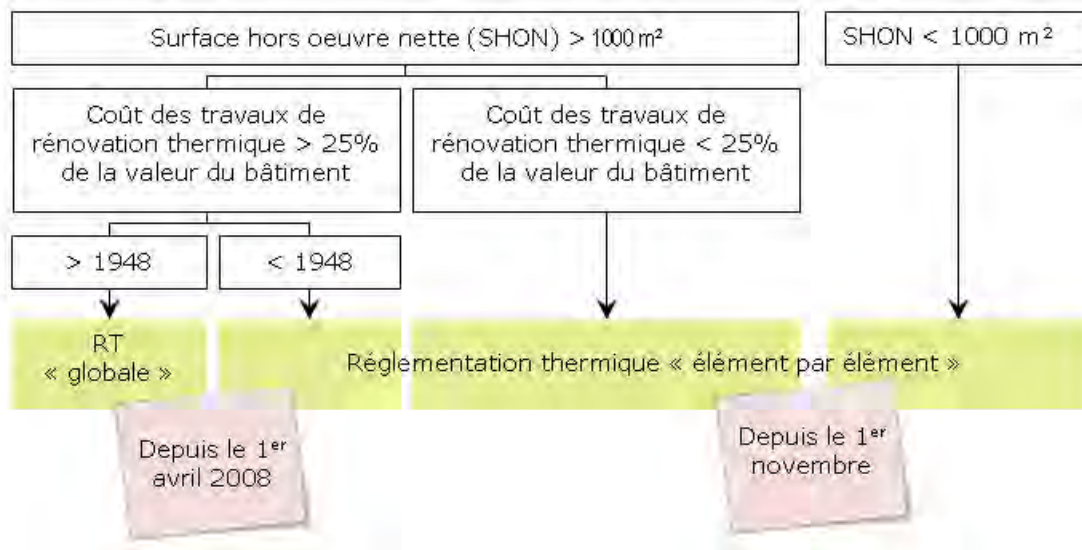 Surface hors oeuvre nette (SHON) > 1000 m²
SHON < 1000 m²
Coût des travaux de
rénovation thermique > 25%
de la valeur du bâtiment
Coût des travaux de
rénovation thermique < 25%
de la valeur du bâtiment
> 1948
< 1948
RT
« globale »
Réglementation thermique « élément par élément »
Depuis le 1er
avril 2008
Depuis le 1er
novembre